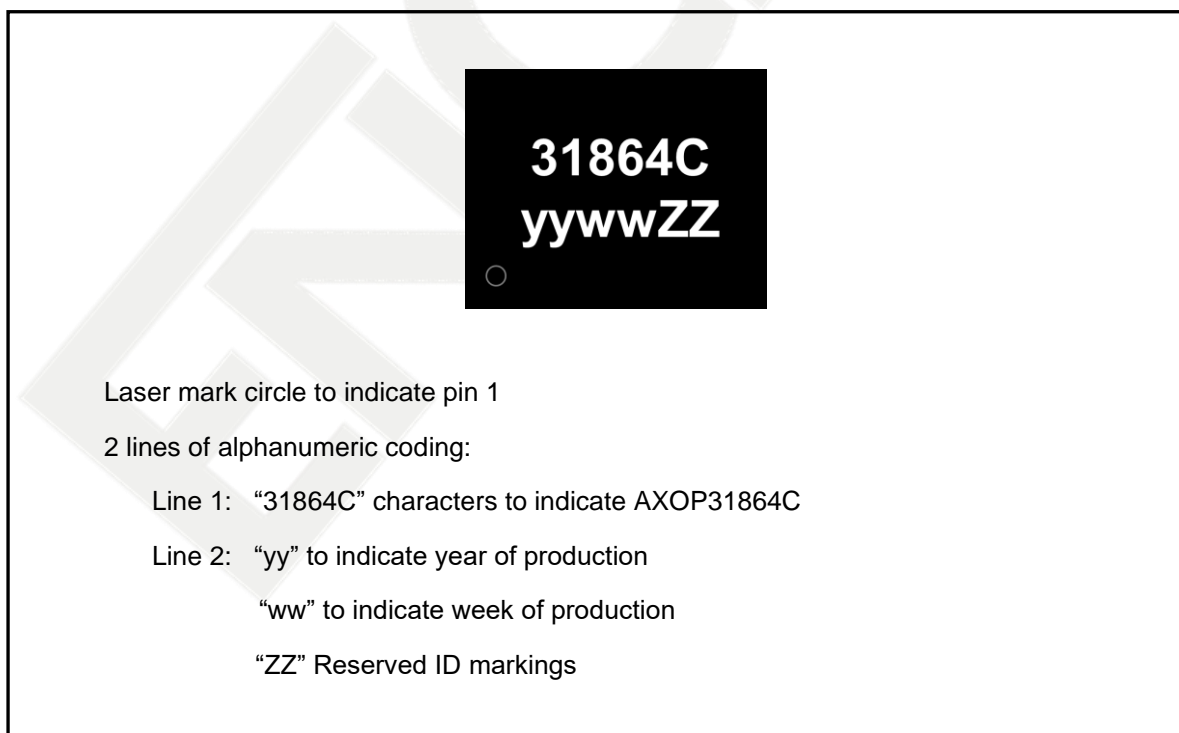 31864C
yywwZZ
Laser mark circle to indicate pin 1
2 lines of alphanumeric coding:
Line 1: “31864C” characters to indicate AXOP31864C
Line 2: “yy” to indicate year of production
“ww” to indicate week of production
“ZZ” Reserved ID markings